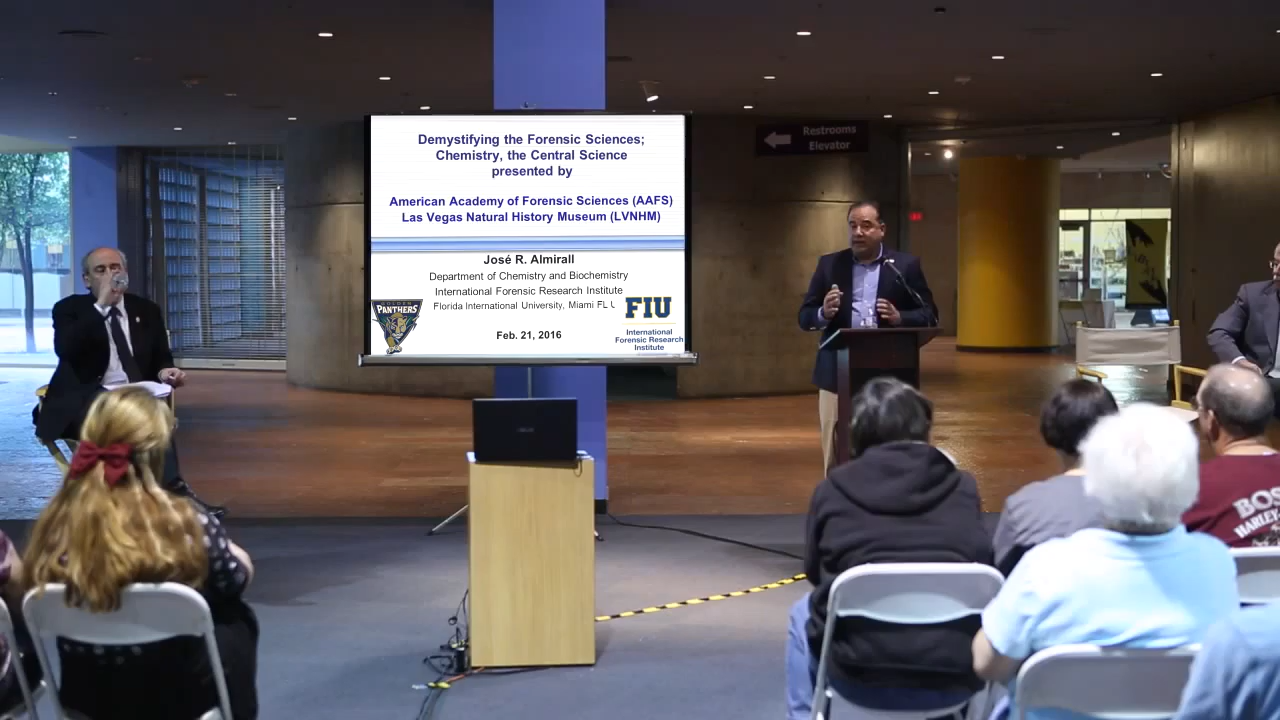 Demystifying the Forensic Sciences;
Chemistry, the Central Science
presented by
American Academy of Forensic Sciences (AAFS)
Las Vegas Natural History Museum (LVNHM)
José R. Almirall
Department of Chemistry and Biochemistry
International Forensic Research Institute
Florida International University, Miami FL U
Feb. 21, 2016
GOLDEN
PANTHERS
FIU
International
Forensic Research
Institute
Restrooms
Elevator
BOS
HARLEY